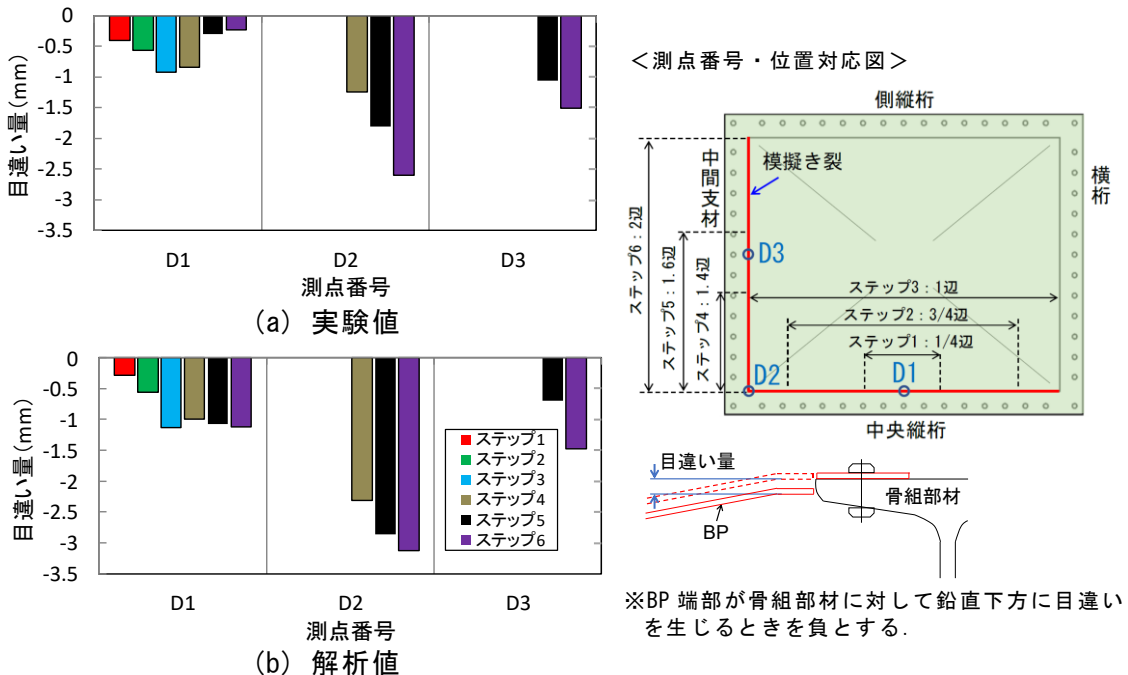 0
-0.5
-1
-1.5
-2
-2.5
-3
-3.5
目違い量(mm)
D1
D2
D3
測点番号
(a) 実験値
0
-0.5
-1
-1.5
-2
-2.5
-3
-3.5
目違い量(mm)
ステップ1
ステップ2
ステップ3
ステップ4
ステップ5
ステップ6
D1
D2
D3
測点番号
(b) 解析値
＜測点番号・位置対応図＞
側縦桁
中間支材
模擬き裂
横桁
ステップ6：2辺
ステップ5：1.6辺
ステップ4：1.4辺
D3
ステップ3：1辺
ステップ2：3/4辺
ステップ1：1/4辺
D2
D1
中央縦桁
目違い量
骨組部材
BP
※BP 端部が骨組部材に対して鉛直下方に目違い
を生じるときを負とする.